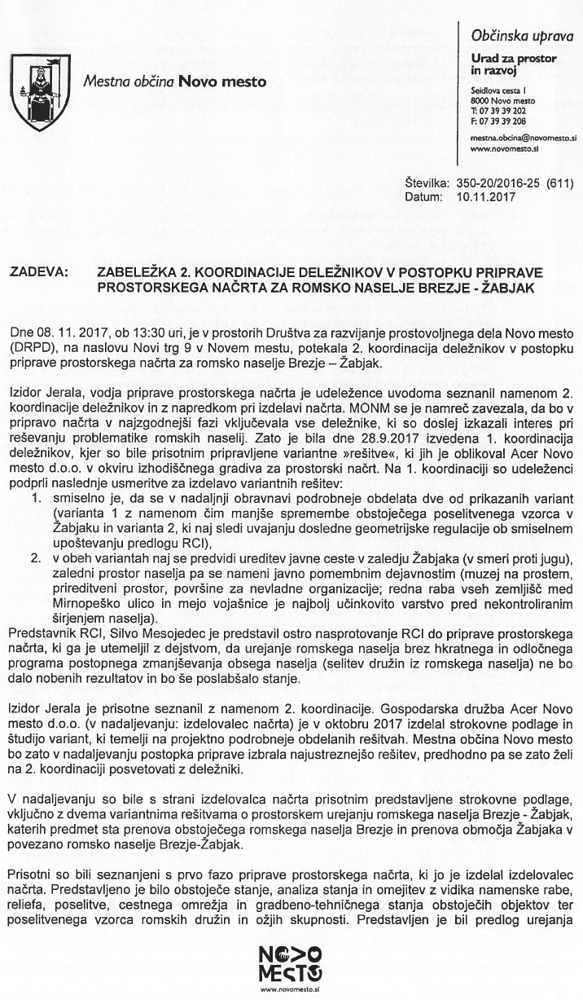 Mestna občina Novo mesto
Občinska uprava
Urad za prostor
in razvoj
Seidlova cesta 1
8000 Novo mesto
T: 07 39 39 202
F: 07 39 39 208
mestna.obcina@novomesto.si
www.novomesto.si
Številka: 350-20/2016-25 (611)
Datum: 10.11.2017
ZADEVA: ZABELEŽKA 2. KOORDINACIJE DELEŽNIKOV V POSTOPKU PRIPRAVE
PROSTORSKEGA NAČRTA ZA ROMSKO NASELJE BREZJE - ŽABJAK
Dne 08. 11. 2017, ob 13:30 uri, je v prostorih Društva za razvijanje prostovoljnega dela Novo mesto
(DRPD), na naslovu Novi trg 9 v Novem mestu, potekala 2. koordinacija deležnikov v postopku
priprave prostorskega načrta za romsko naselje Brezje – Žabjak.
Izidor Jerala, vodja priprave prostorskega načrta je udeležence uvodoma seznanil namenom 2.
koordinacije deležnikov in z napredkom pri izdelavi načrta. MONM se je namreč zavezala, da bo v
pripravo načrta v najzgodnejši fazi vključevala vse deležnike, ki so doslej izkazali interes pri
reševanju problematike romskih naselij. Zato je bila dne 28.9.2017 izvedena 1. koordinacija
deležnikov, kjer so bile prisotnim pripravljene variantne »rešitve«, ki jih je oblikoval Acer Novo
mesto d.o.o. v okviru izhodiščnega gradiva za prostorski načrt. Na 1. koordinaciji so udeleženci
podprli naslednje usmeritve za izdelavo variantnih rešitev:
1. smiselno je, da se v nadaljnji obravnavi podrobneje obdelata dve od prikazanih variant
(varianta 1 z namenom čim manjše spremembe obstoječega poselitvenega vzorca v
Žabjaku in varianta 2, ki naj sledi uvajanju dosledne geometrijske regulacije ob smiselnem
upoštevanju predlogu RCI),
2. v obeh variantah naj se predvidi ureditev javne ceste v zaledju Žabjaka (v smeri proti jugu),
zaledni prostor naselja pa se nameni javno pomembnim dejavnostim (muzej na prostem,
prireditveni prostor, površine za nevladne organizacije; redna raba vseh zemljišč med
Mirnopeško ulico in mejo vojašnice je najbolj učinkovito varstvo pred nekontroliranim
širjenjem naselja).
Predstavnik RCI, Silvo Mesojedec je predstavil ostro nasprotovanje RCI do priprave prostorskega
načrta, ki ga je utemeljil z dejstvom, da urejanje romskega naselja brez hkratnega in odločnega
programa postopnega zmanjševanja obsega naselja (selitev družin iz romskega naselja) ne bo
dalo nobenih rezultatov in bo še poslabšalo stanje.
Izidor Jerala je prisotne seznanil z namenom 2. koordinacije. Gospodarska družba Acer Novo
mesto d.o.o. (v nadaljevanju: izdelovalec načrta) je v oktobru 2017 izdelal strokovne podlage in
študijo variant, ki temelji na projektno podrobneje obdelanih rešitvah. Mestna občina Novo mesto
bo zato v nadaljevanju postopka priprave izbrala najustreznejšo rešitev, predhodno pa se zato želi
na 2. koordinaciji posvetovati z deležniki.
V nadaljevanju so bile s strani izdelovalca načrta prisotnim predstavljene strokovne podlage,
vključno z dvema variantnima rešitvama o prostorskem urejanju romskega naselja Brezje - Žabjak,
katerih predmet sta prenova obstoječega romskega naselja Brezje in prenova območja Žabjaka v
povezano romsko naselje Brezje-Žabjak.
Prisotni so bili seznanjeni s prvo fazo priprave prostorskega načrta, ki jo je izdelal izdelovalec
načrta. Predstavljeno je bilo obstoječe stanje, analiza stanja in omejitev z vidika namenske rabe,
reliefa, poselitve, cestnega omrežja in gradbeno-tehničnega stanja obstoječih objektov ter
poselitvenega vzorca romskih družin in ožjih skupnosti. Predstavljen je bil predlog urejanja
NOVO
MESTO
www.novomesto.si